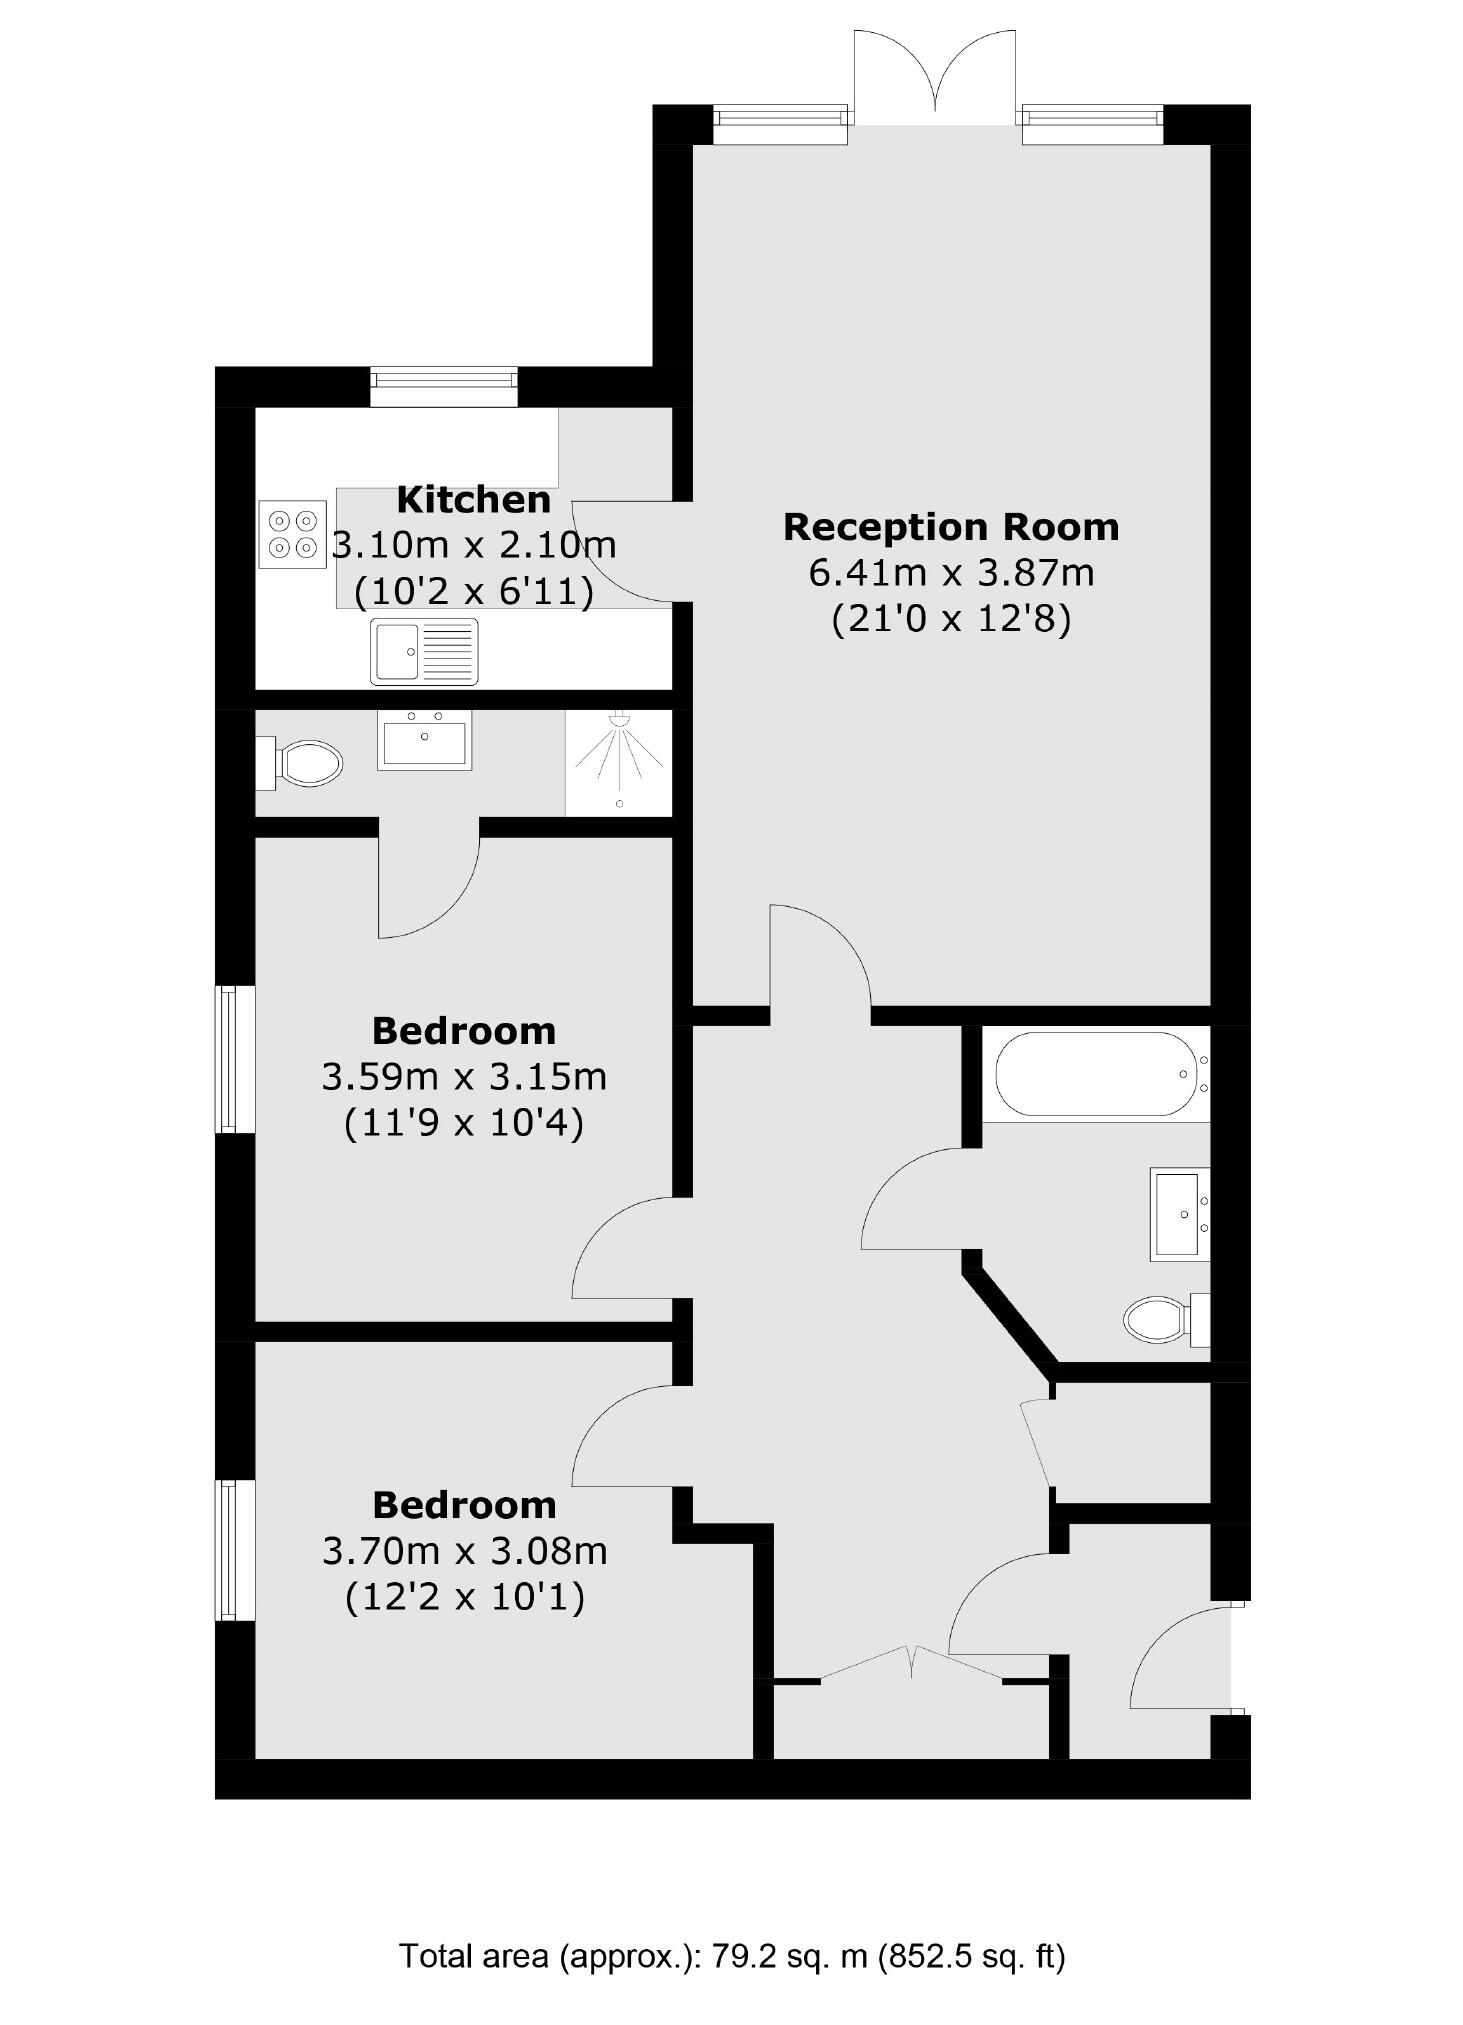 Kitchen
3.10m x 2.10m
(10'2 x 6'11)
Reception Room
6.41m x 3.87m
(21'0 x 12'8)
Bedroom
3.59m x 3.15m
(11'9 x 10'4)
Bedroom
3.70m x 3.08m
(12'2 x 10'1)
Total area (approx.): 79.2 sq. m (852.5 sq. ft)